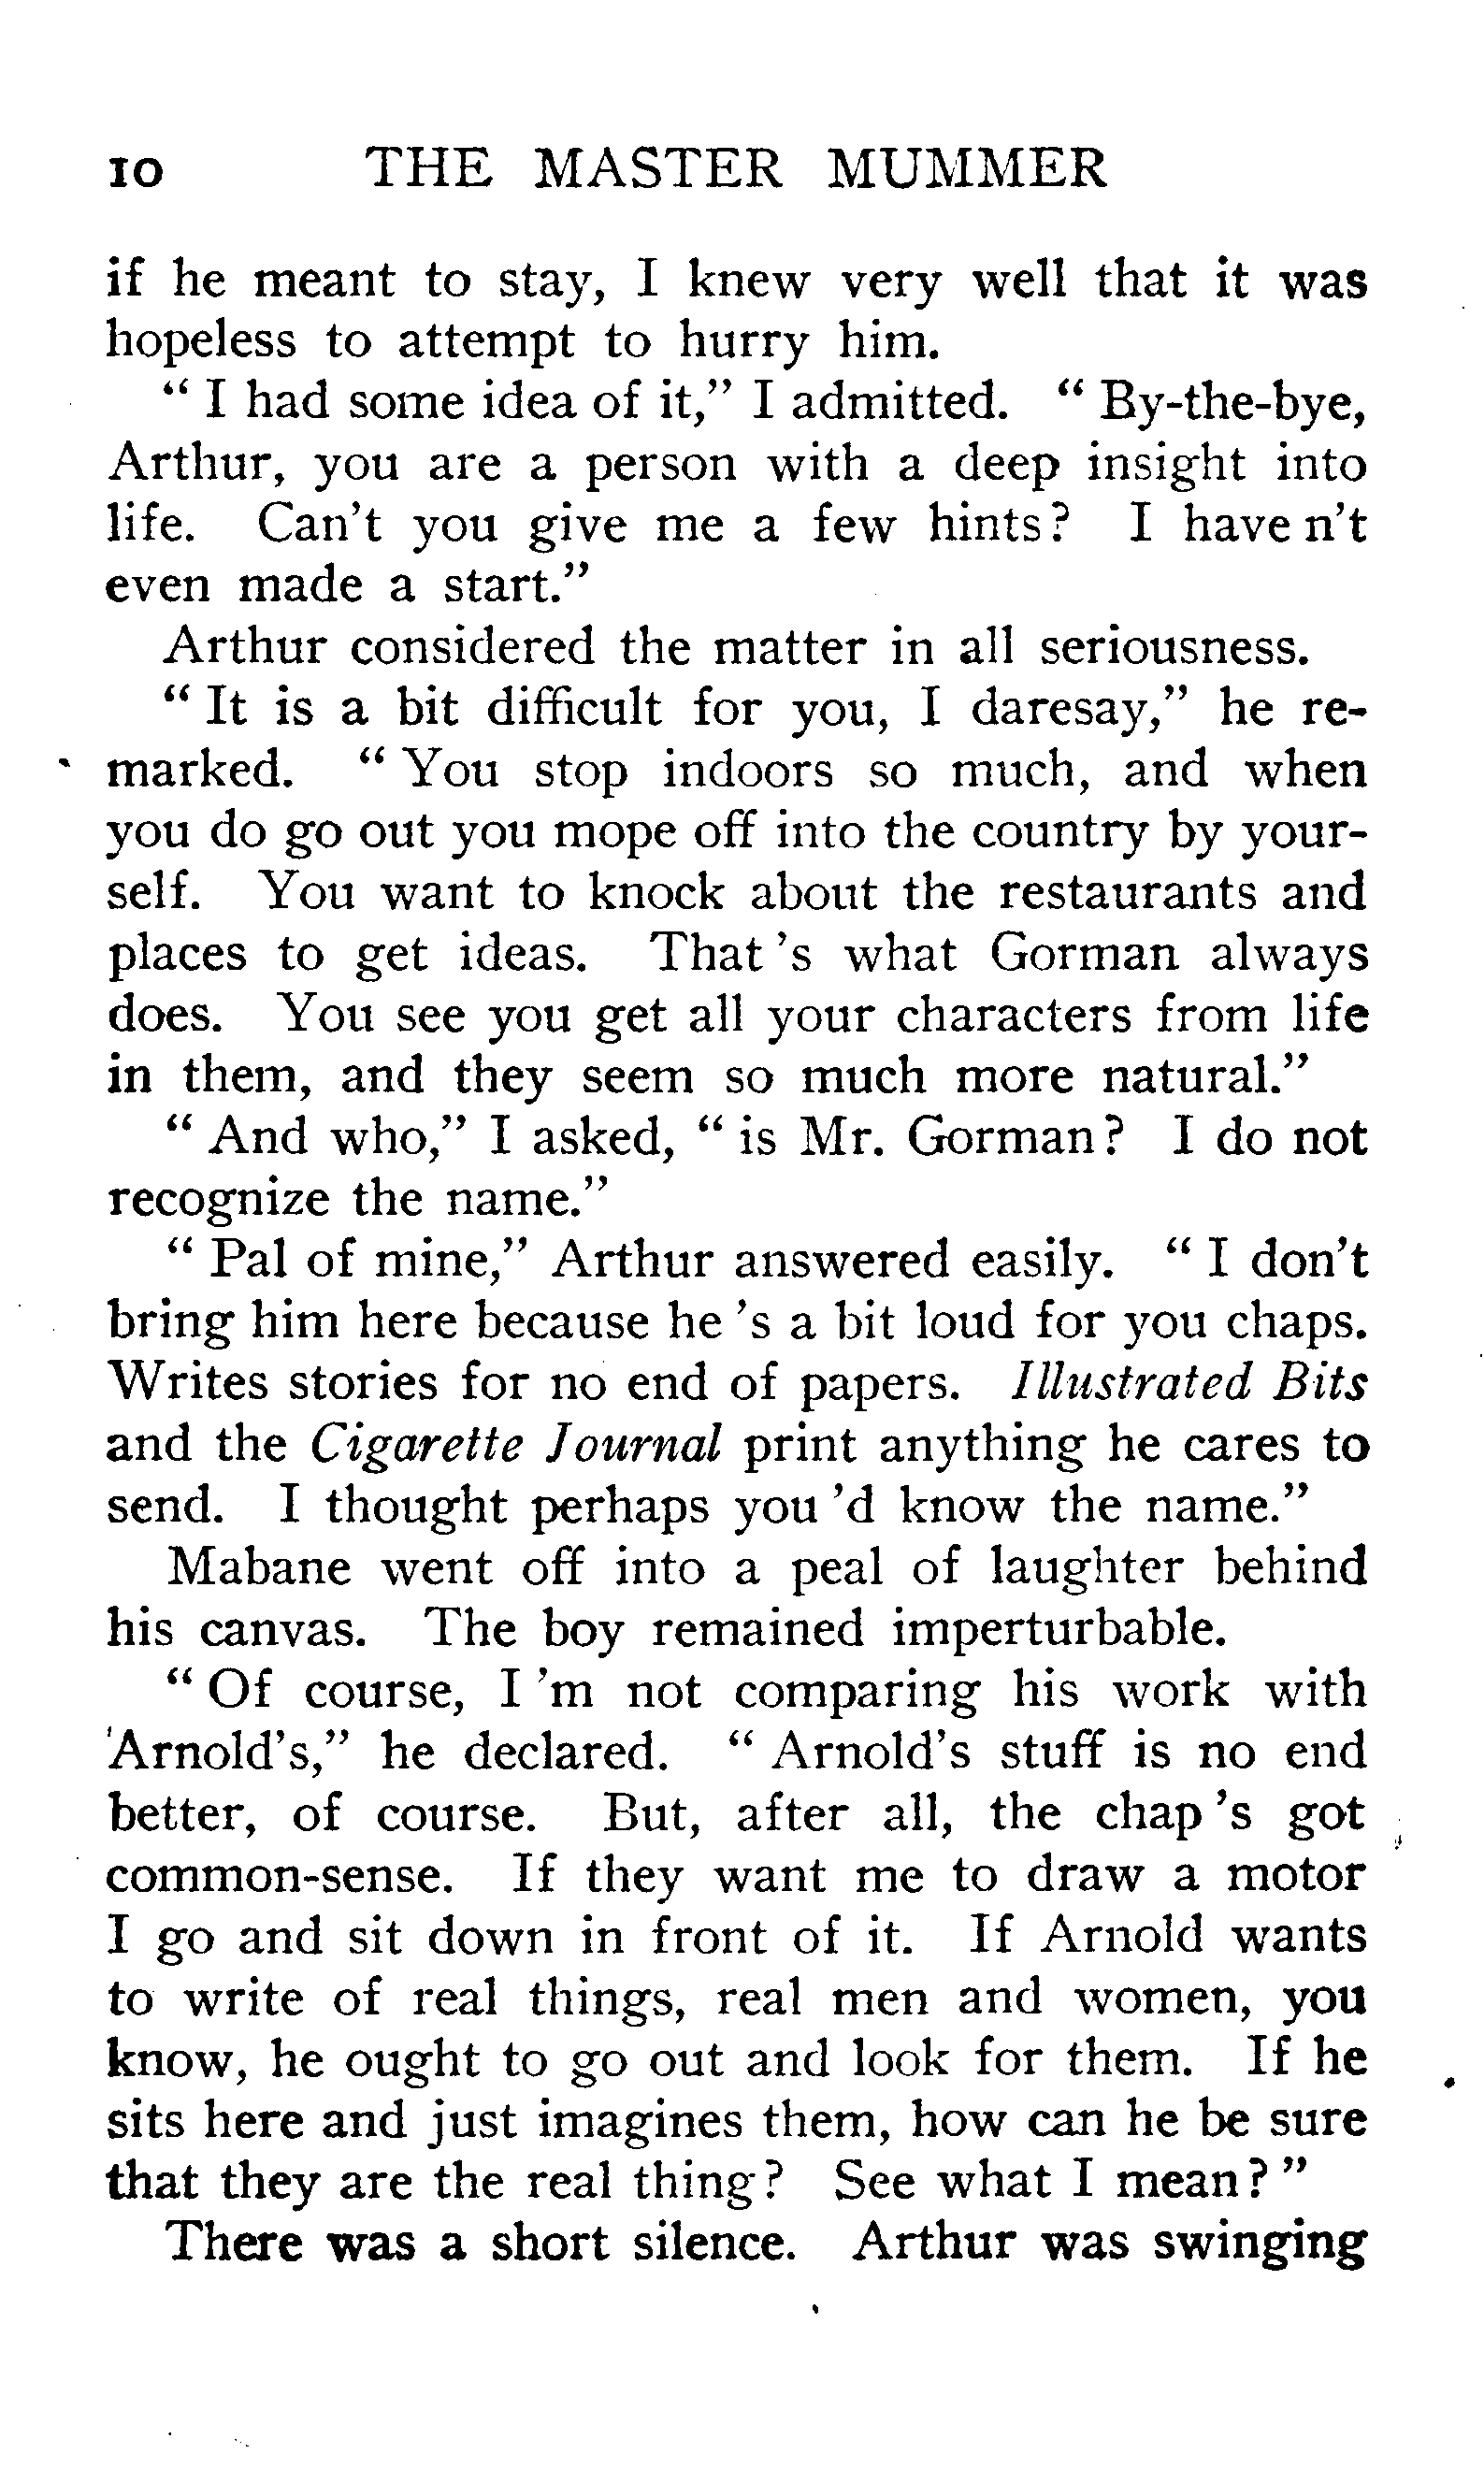 10 THE MASTER MUMMER
if he meant to stay, I knew very well that it was
hopeless to attempt to hurry him.
“ I had some idea of it,” I admitted. “ By-the-bye,
Arthur, you are a person with a deep insight into
life. Can't you give me a few hints? I have n't
even made a start.”
Arthur considered the matter in all seriousness.
“ It is a bit difficult for you, I daresay,” he re-
marked. “ You stop indoors so much, and when
you do go out you mope off into the country by your-
self. You want to knock about the restaurants and
places to get ideas. That 's what Gorman always
does. You see you get all your characters from life
in them, and they seem so much more natural.”
“ And who,” I asked, “ is Mr. Gorman? I do not
recognize the name.”
“ Pal of mine,” Arthur answered easily. “ I don't
bring him here because he 's a bit loud for you chaps.
Writes stories for no end of papers. Illustrated Bits
and the Cigarette Journal print anything he cares to
send. I thought perhaps you 'd know the name.”
Mabane went off into a peal of laughter behind
his canvas. The boy remained imperturbable.
“ Of course, I 'm not comparing his work with
Arnold's,” he declared. “ Arnold's stuff is no end
better, of course. But, after all, the chap 's got
common-sense. If they want me to draw a motor
I go and sit down in front of it. If Arnold wants
to write of real things, real men and women, you
know, he ought to go out and look for them. If he
sits here and just imagines them, how can he be sure
that they are the real thing? See what I mean? ”
There was a short silence. Arthur was swinging